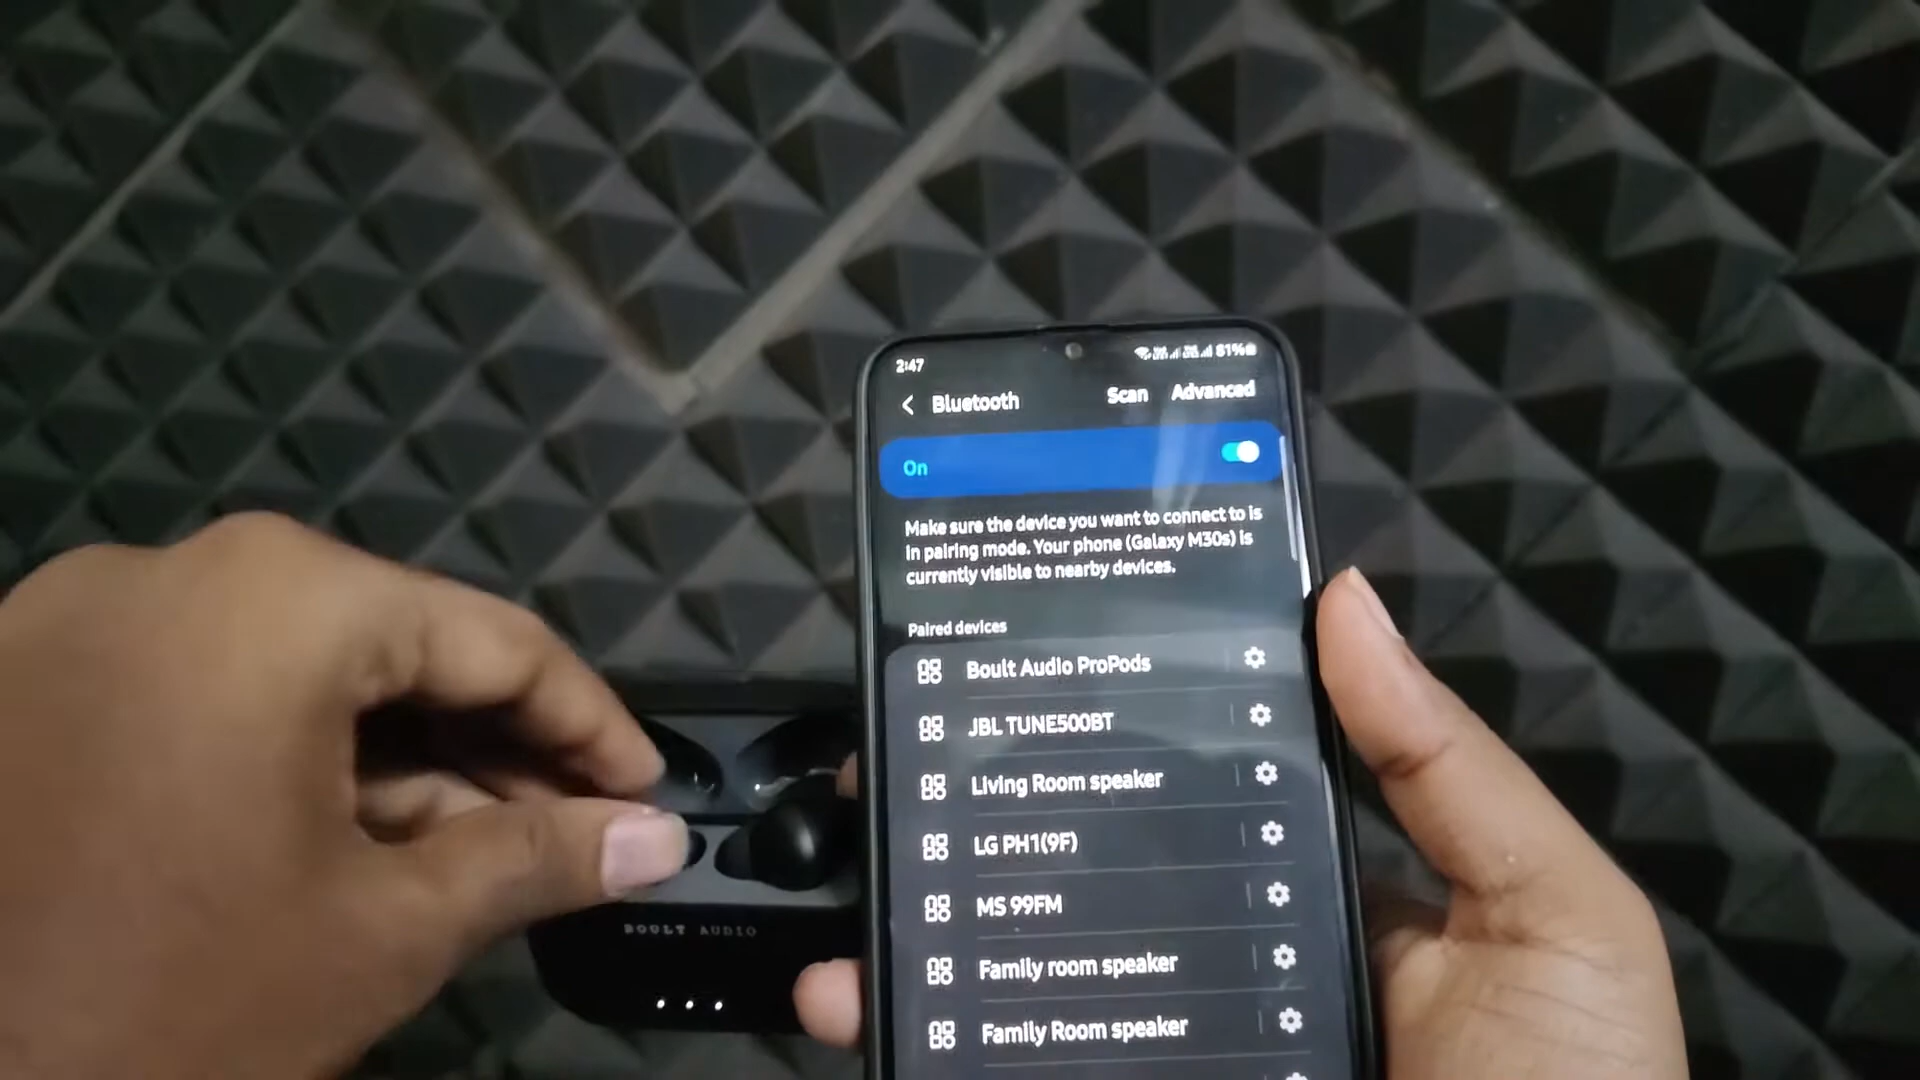 2:47
81%
Bluetooth
Scan
Advanced
On
Make sure the device you want to connect to is
in pairing mode. Your phone (Galaxy M30s) is
currently visible to nearby devices.
Paired devices
Boult Audio ProPods
JBL TUNE500BT
Living Room speaker
LG PH1(9F)
MS 99FM
Family room speaker
Family Room speaker
BOULT AUDIO